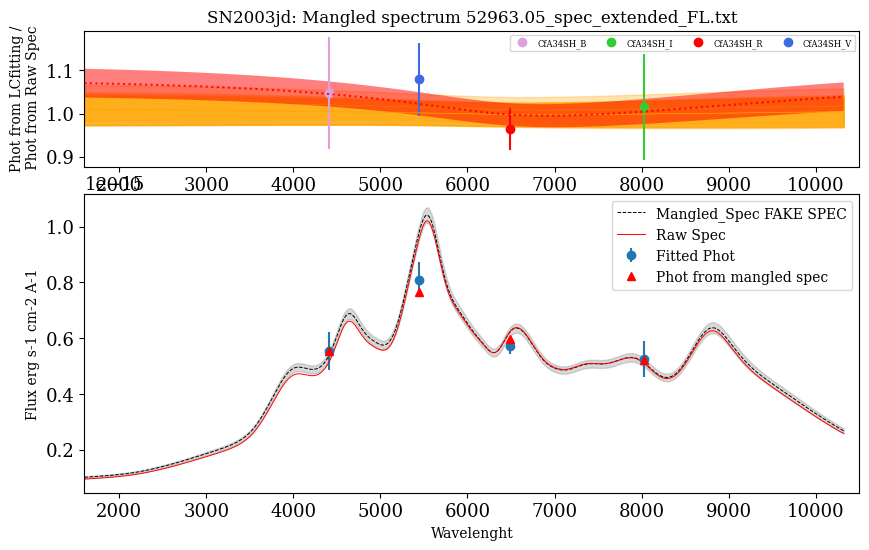 SN2003jd: Mangled spectrum 52963.05_spec_extended_FL.txt
Phot from LCfitting /
Phot from Raw Spec
CfA34SH_B CfA34SH_I CfA34SH_R CfA34SH_V
1.1
1.0
0.9
2000 3000 4000 5000 6000 7000 8000 9000 10000
1e−15
Flux erg s-1 cm-2 A-1
Mangled_Spec FAKE SPEC
Raw Spec
Fitted Phot
Phot from mangled spec
1.0
0.8
0.6
0.4
0.2
2000 3000 4000 5000 6000 7000 8000 9000 10000
Wavelenght